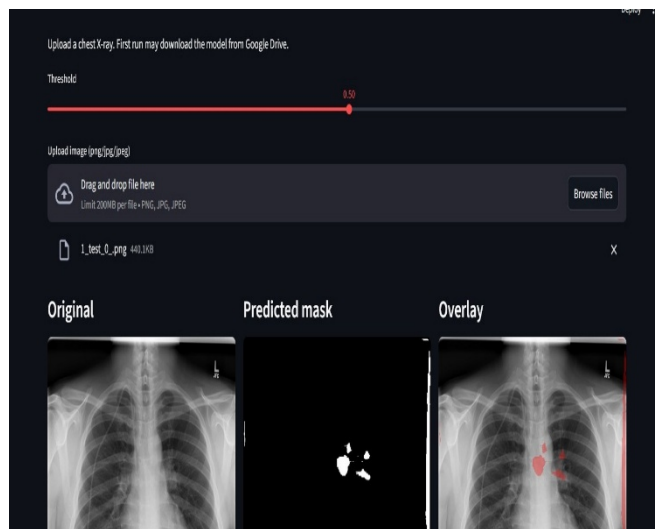 Deploy
Upload a chest X-ray. First run may download the model from Google Drive.
Threshold
0.50
Upload image (png/jpg/jpeg)
Drag and drop file here
Limit 200MB per file • PNG, JPG, JPEG
Browse files
1_test_0_.png 440.1KB
X
Original
Predicted mask
Overlay
L
L